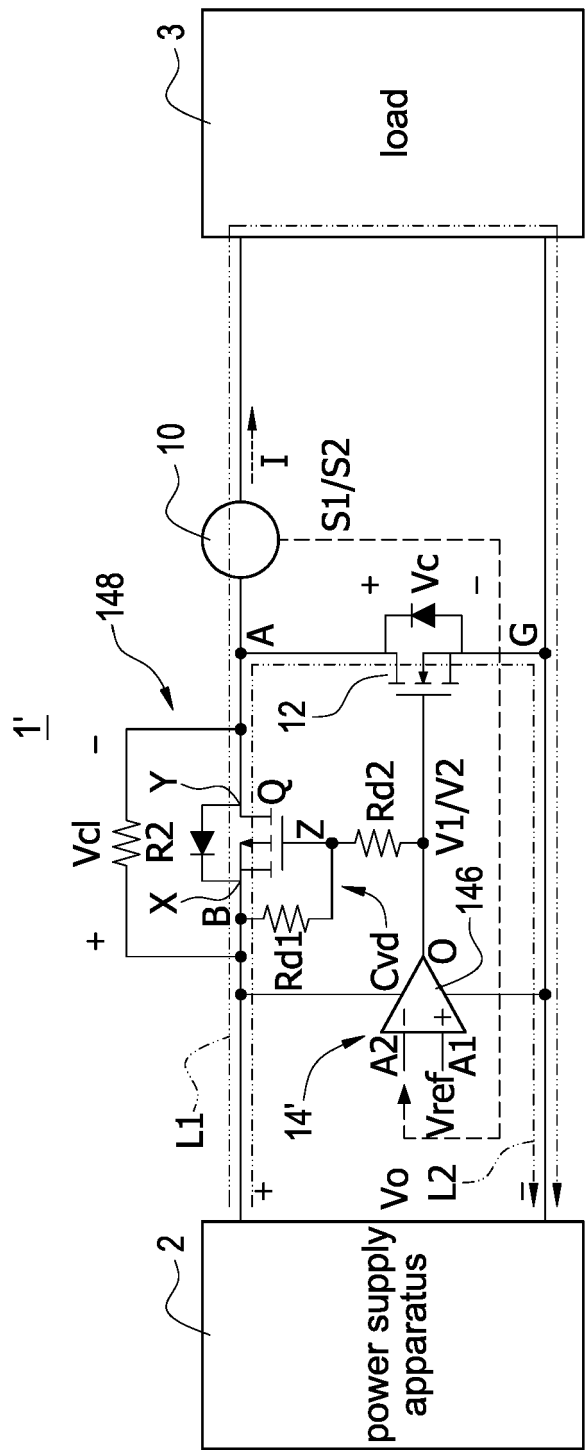 1'
148
Vcl
+
−
R2
X
Y
10
2
3
L1
B
Q
A
I
Rd1
Z
Cvd
Rd2
12
+
Vc
−
S1/S2
power supply
apparatus
load
+
Vo
−
L2
14'
A2
−
+
Vref
A1
O
146
V1/V2
G